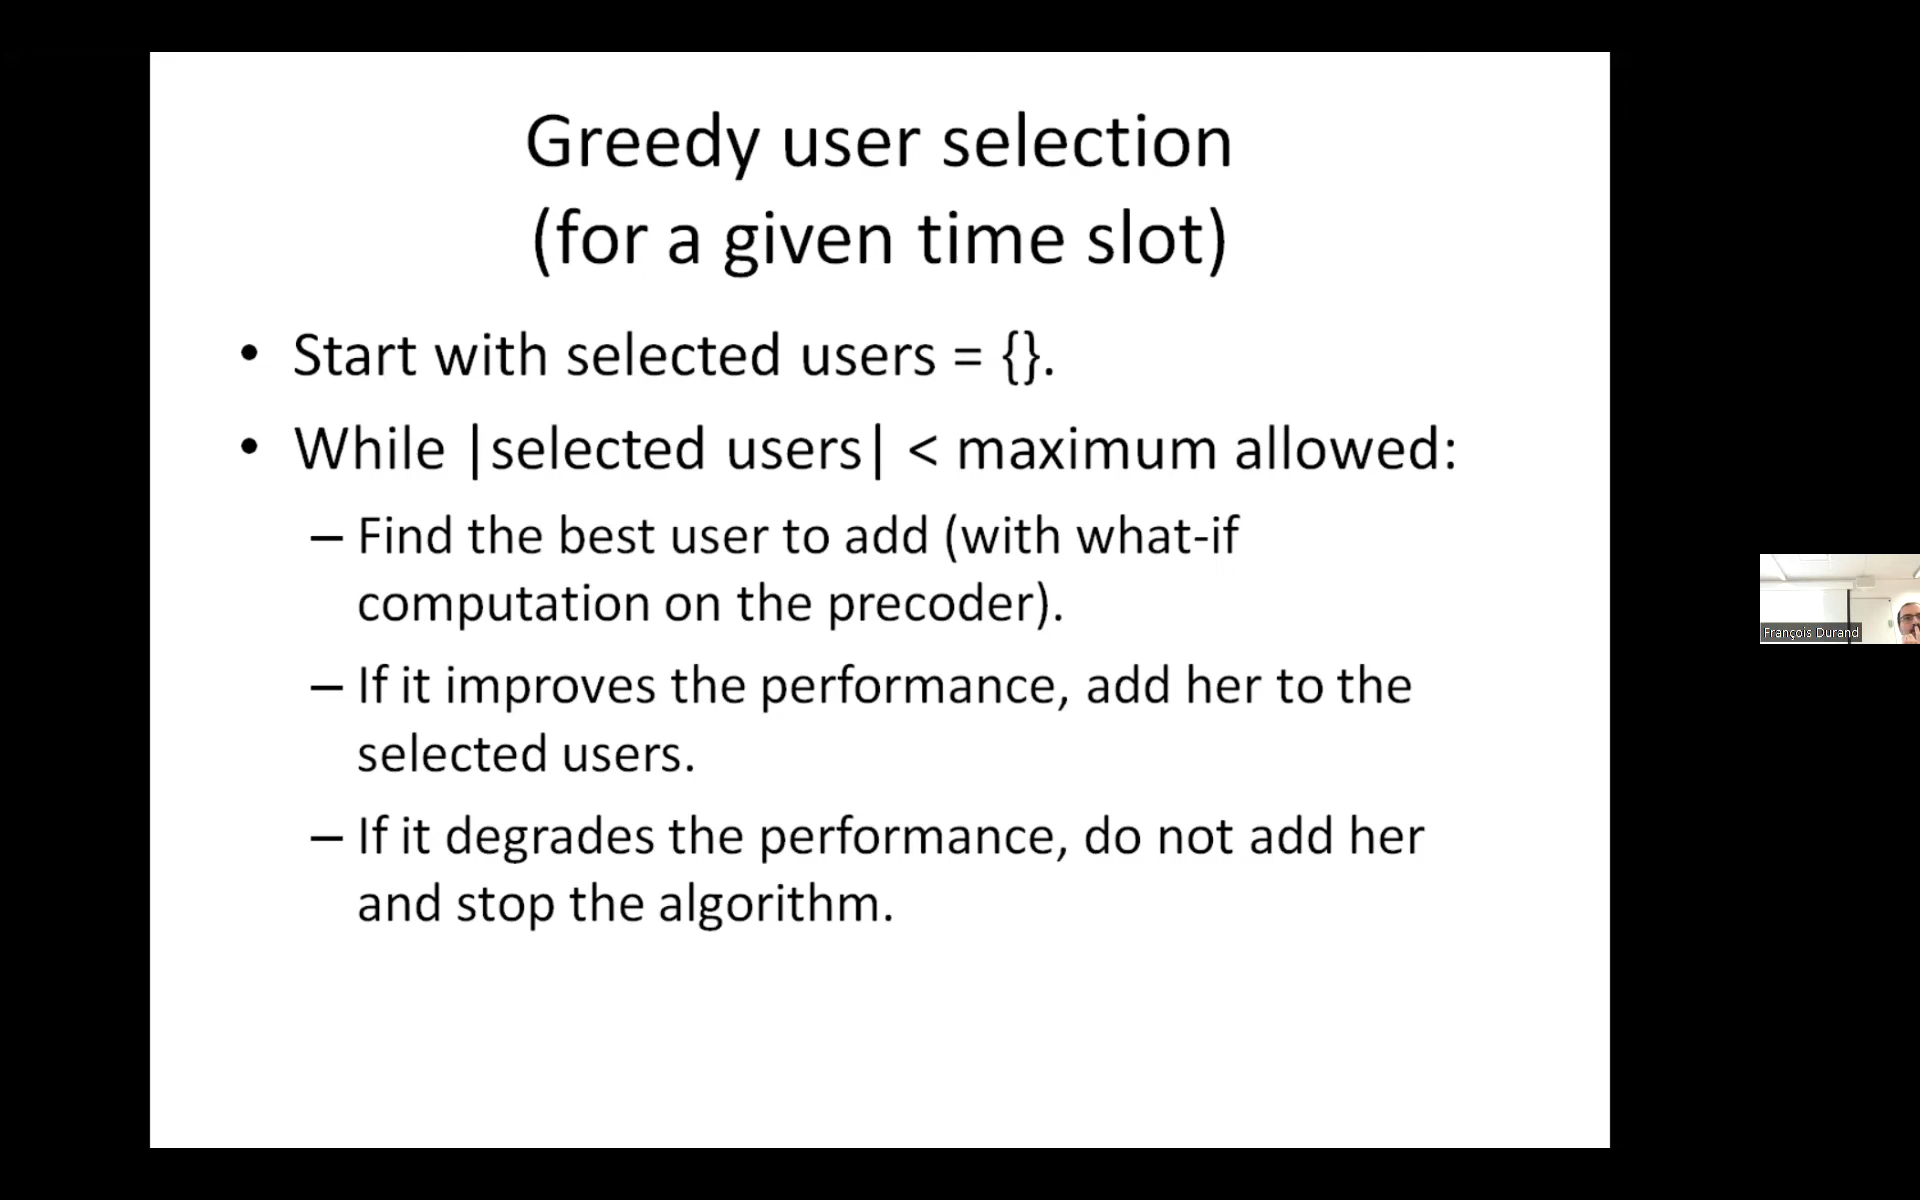 Greedy user selection
(for a given time slot)
• Start with selected users = {}.
• While |selected users| < maximum allowed:
– Find the best user to add (with what-if
computation on the precoder).
– If it improves the performance, add her to the
selected users.
– If it degrades the performance, do not add her
and stop the algorithm.
François Durand